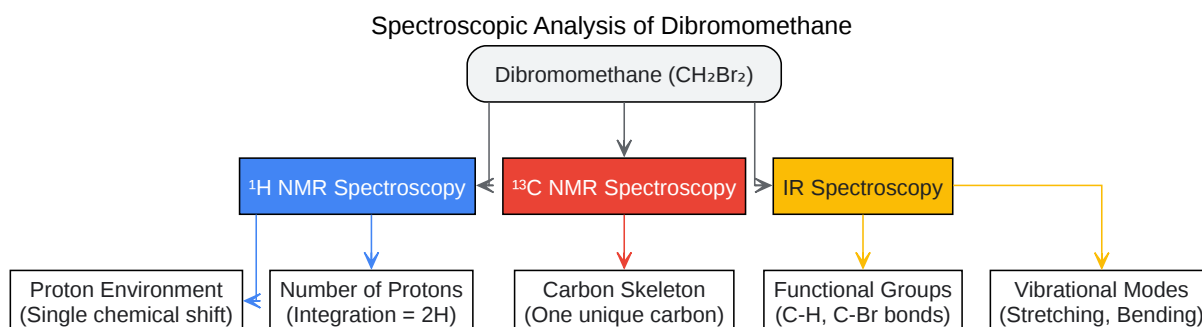 Spectroscopic Analysis of Dibromomethane
Dibromomethane (CH₂Br₂)
¹H NMR Spectroscopy
¹³C NMR Spectroscopy
IR Spectroscopy
Proton Environment
(Single chemical shift)
Number of Protons
(Integration = 2H)
Carbon Skeleton
(One unique carbon)
Functional Groups
(C-H, C-Br bonds)
Vibrational Modes
(Stretching, Bending)